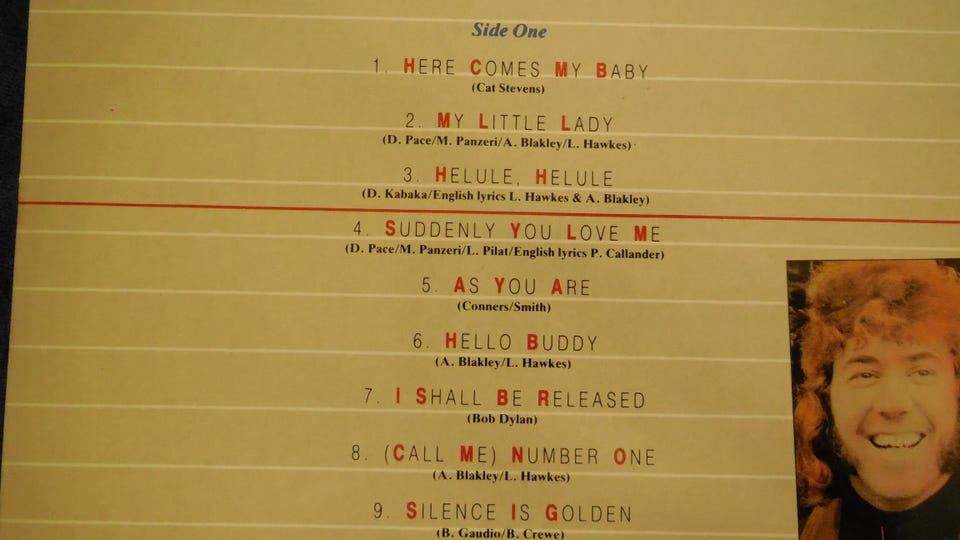 Side One
1. HERE COMES MY BABY
(Cat Stevens)
2. MY LITTLE LADY
(D. Pace/M. Panzeri/A. Blakley/L. Hawkes)
3. HELULE, HELULE
(D. Kabaka/English lyrics L. Hawkes & A. Blakley)
4. SUDDENLY YOU LOVE ME
(D. Pace/M. Panzeri/L. Pilat/English lyrics P. Callander)
5. AS YOU ARE
(Conners/Smith)
6. HELLO BUDDY
(A. Blakley/L. Hawkes)
7. I SHALL BE RELEASED
(Bob Dylan)
8. (CALL ME) NUMBER ONE
(A. Blakley/L. Hawkes)
9. SILENCE IS GOLDEN
(B. Gaudio/B. Crewe)